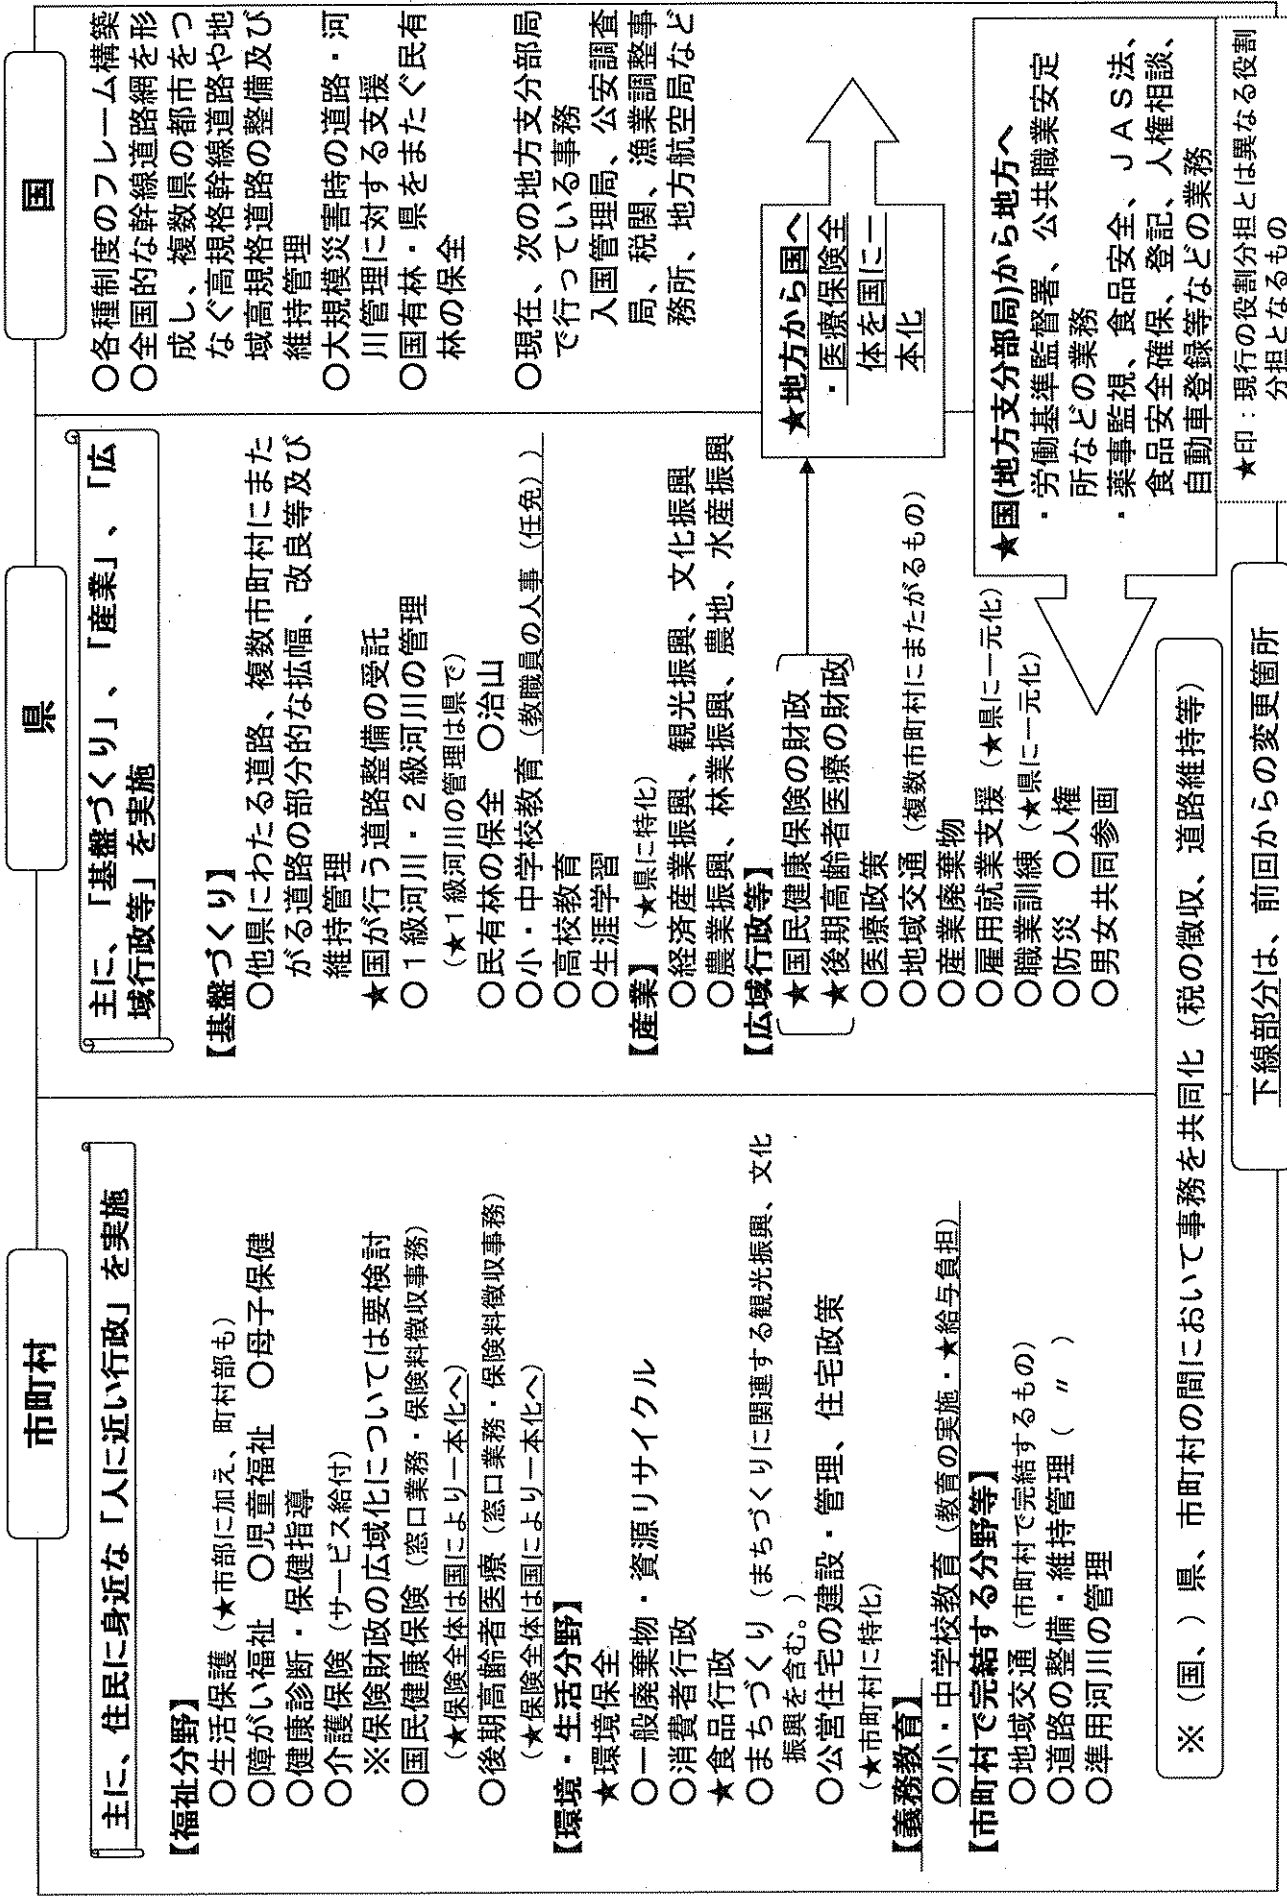 市町村
主に、住民に身近な「人に近い行政」を実施
【福祉分野】
○生活保護（★市部に加え、町村部も）
○障がい福祉　○児童福祉　○母子保健
○健康診断・保健指導
○介護保険（サービス給付）
※保険財政の広域化については要検討
○国民健康保険（窓口業務・保険料徴収事務）
（★保険全体は国により一本化へ）
○後期高齢者医療（窓口業務・保険料徴収事務）
（★保険全体は国により一本化へ）
【環境・生活分野】
★環境保全
○一般廃棄物・資源リサイクル
○消費者行政
★食品行政
○まちづくり（まちづくりに関連する観光振興、文化
振興を含む。）
○公営住宅の建設・管理、住宅政策
（★市町村に特化）
【義務教育】
○小・中学校教育（教育の実施・★給与負担）
【市町村で完結する分野等】
○地域交通（市町村で完結するもの）
○道路の整備・維持管理（　〃　）
○準用河川の管理
県
主に、「基盤づくり」、「産業」、「広
域行政等」を実施
【基盤づくり】
○他県にわたる道路、複数市町村にまた
がる道路の部分的な拡幅、改良等及び
維持管理
★国が行う道路整備の受託
○１級河川・２級河川の管理
（★１級河川の管理は県で）
○民有林の保全　○治山
○小・中学校教育（教職員の人事（任免））
○高校教育
○生涯学習
【産業】（★県に特化）
○経済産業振興、観光振興、文化振興
○農業振興、林業振興、農地、水産振興
【広域行政等】
★国民健康保険の財政
★後期高齢者医療の財政
○医療政策
○地域交通（複数市町村にまたがるもの）
○産業廃棄物
○雇用就業支援（★県に一元化）
○職業訓練（★県に一元化）
○防災　○人権
○男女共同参画
国
○各種制度のフレーム構築
○全国的な幹線道路網を形
成し、複数県の都市をつ
なぐ高規格幹線道路や地
域高規格道路の整備及び
維持管理
○大規模災害時の道路・河
川管理に対する支援
○国有林・県をまたぐ民有
林の保全
○現在、次の地方支分部局
で行っている事務
入国管理局、公安調査
局、税関、漁業調整事
務所、地方航空局など
★地方から国へ
・医療保険全
体を国に一
本化
★国(地方支分部局)から地方へ
・労働基準監督署、公共職業安定
所などの業務
・薬事監視、食品安全、ＪＡＳ法、
食品安全確保、登記、人権相談、
自動車登録等などの業務
※（国、）県、市町村の間において事務を共同化（税の徴収、道路維持等）
下線部分は、前回からの変更箇所
★印：現行の役割分担とは異なる役割
分担となるもの